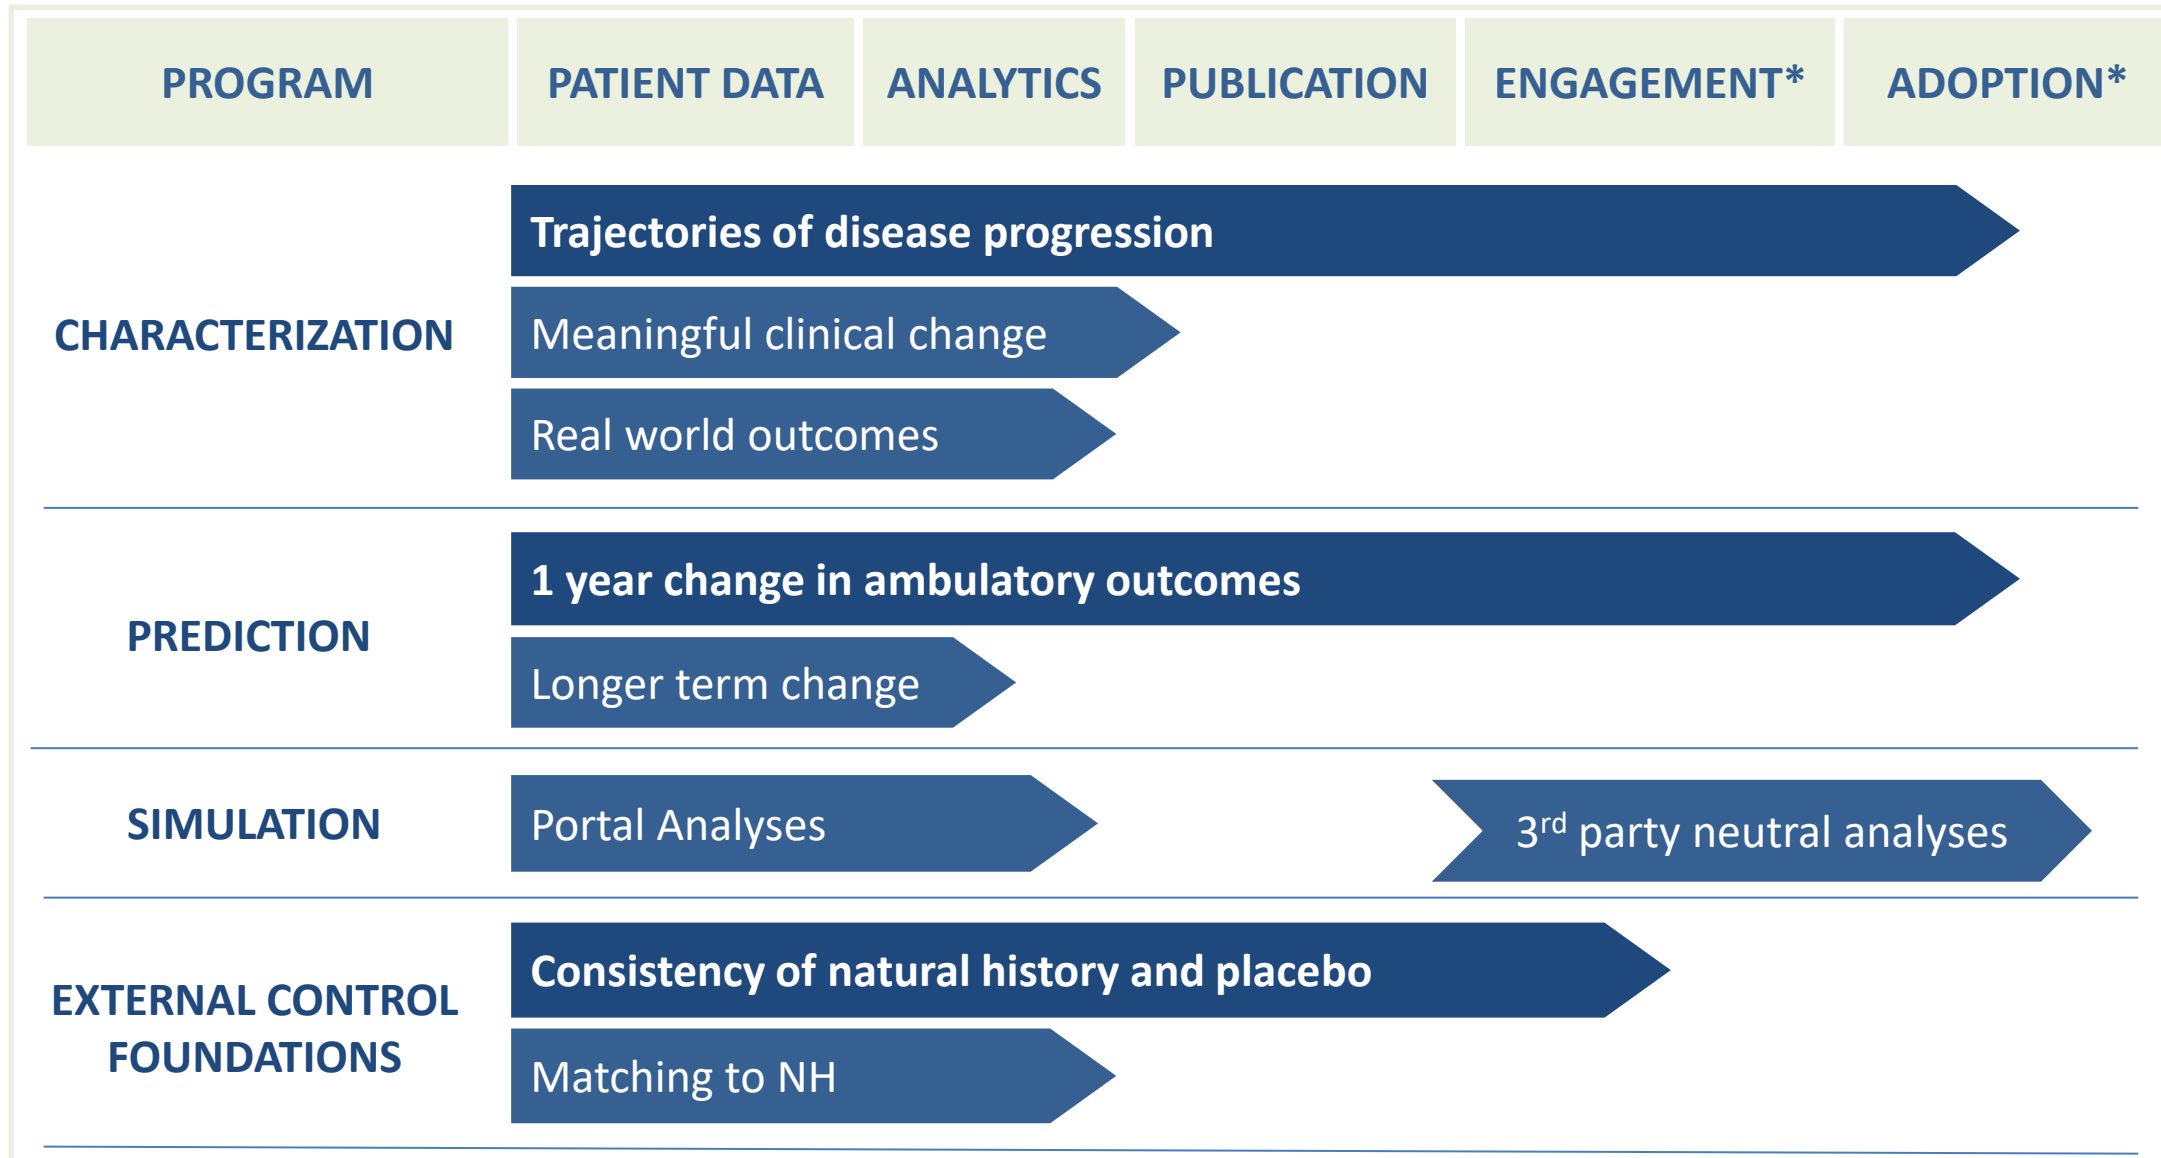 PROGRAM
PATIENT DATA
ANALYTICS
PUBLICATION
ENGAGEMENT*
ADOPTION*
CHARACTERIZATION
Trajectories of disease progression
Meaningful clinical change
Real world outcomes
PREDICTION
1 year change in ambulatory outcomes
Longer term change
SIMULATION
Portal Analyses
3rd party neutral analyses
EXTERNAL CONTROL
FOUNDATIONS
Consistency of natural history and placebo
Matching to NH